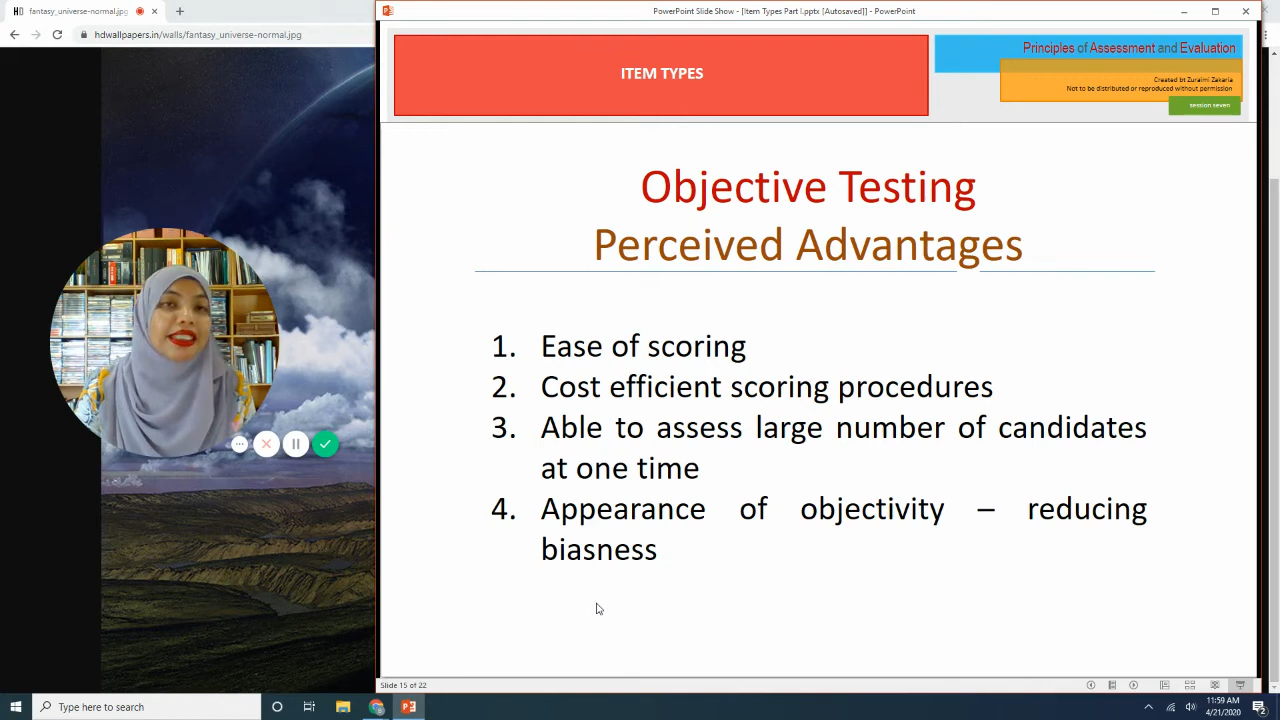 fantasy_universe-normal.jpg
PowerPoint Slide Show - [Item Types Part I.pptx [Autosaved]] - PowerPoint
hdwallpapers.in/walls/fantasy_universe-normal.jpg
ITEM TYPES
Principles of Assessment and Evaluation
Created bt Zuraimi Zakaria
Not to be distributed or reproduced without permission
session seven
Objective Testing
Perceived Advantages
1. Ease of scoring
2. Cost efficient scoring procedures
3. Able to assess large number of candidates
at one time
4. Appearance of objectivity – reducing
biasness
Slide 15 of 22
Type here to search
11:59 AM
4/21/2020
2